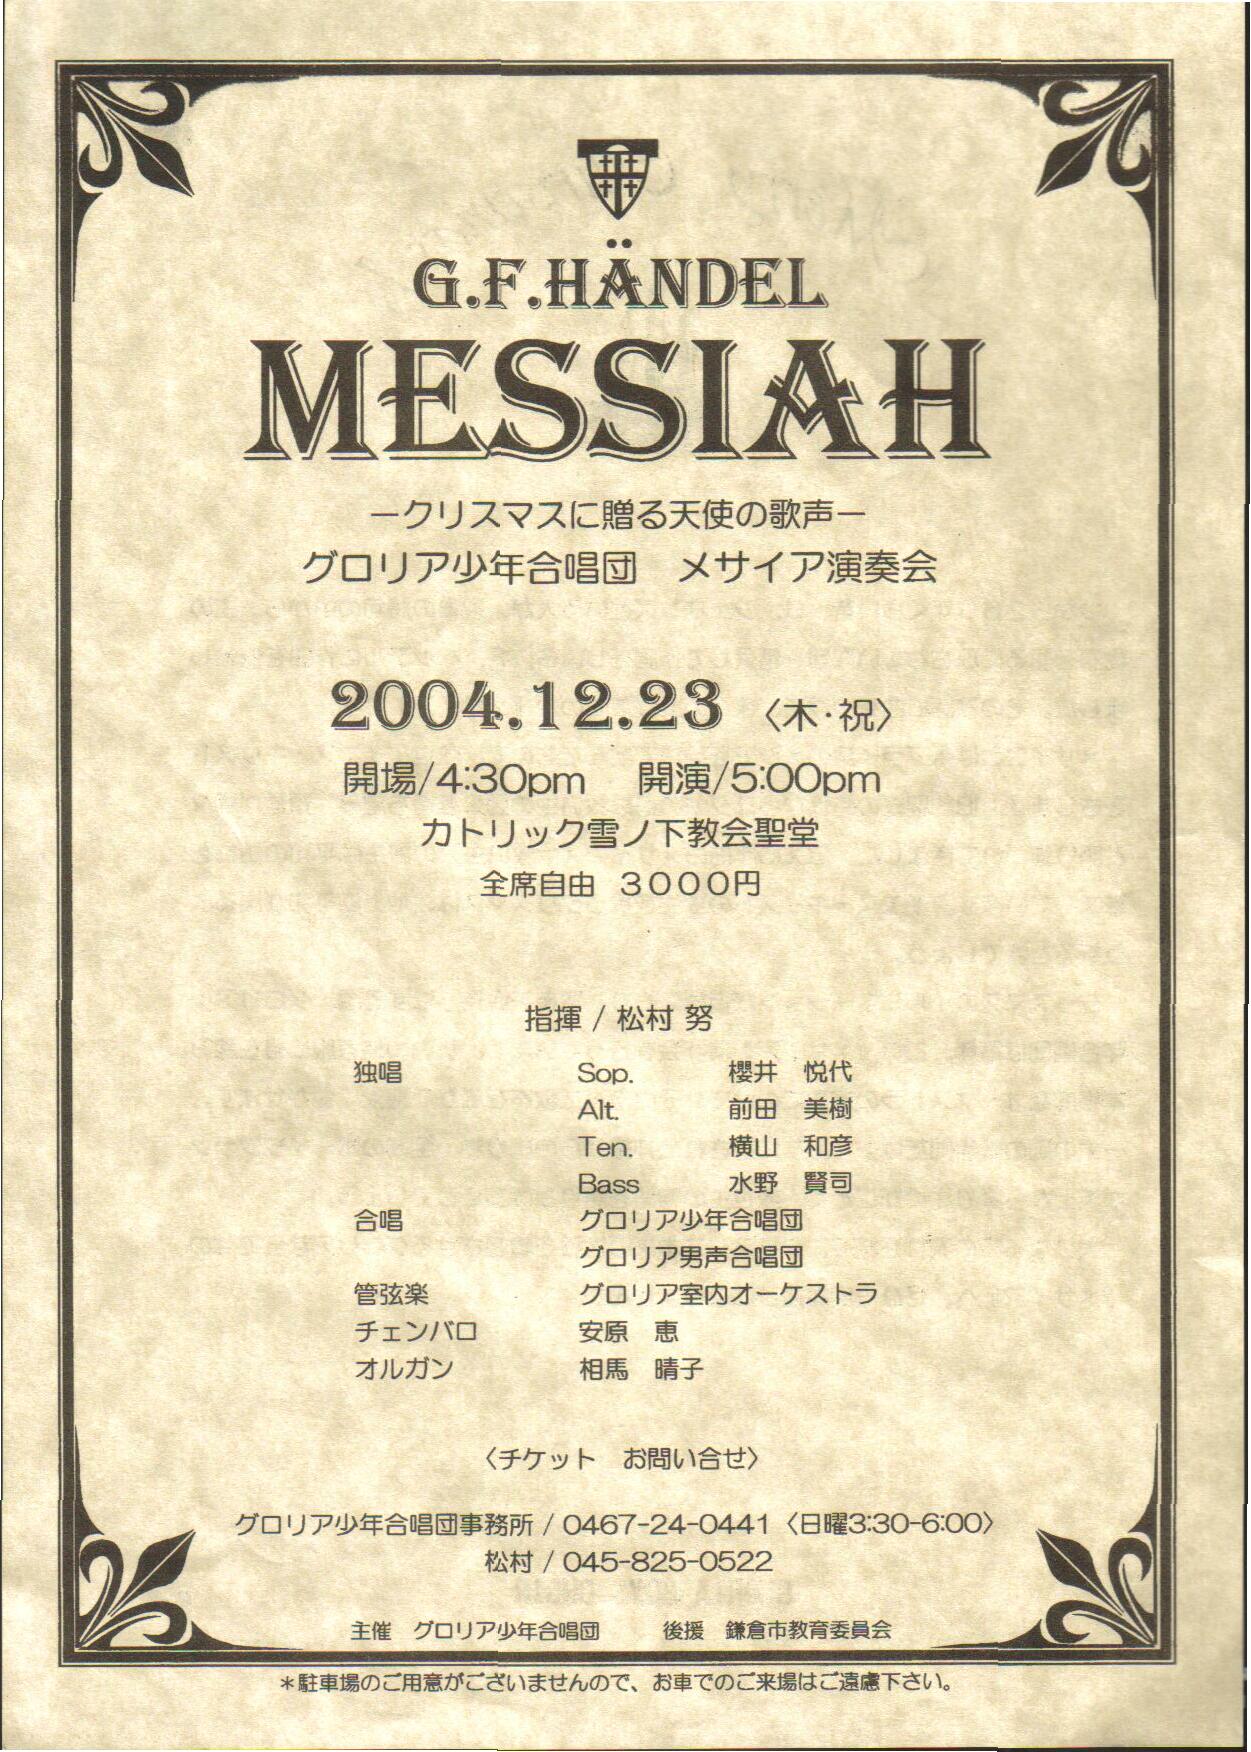 G.F.HÄNDEL
MESSIAH
－クリスマスに贈る天使の歌声－
グロリア少年合唱団　メサイア演奏会
2004.12.23 〈木・祝〉
開場/4:30pm　開演/5:00pm
カトリック雪ノ下教会聖堂
全席自由　３０００円
指揮 / 松村 努
独唱　Sop.　櫻井　悦代
Alt.　前田　美樹
Ten.　横山　和彦
Bass　水野　賢司
合唱　グロリア少年合唱団
グロリア男声合唱団
管弦楽　グロリア室内オーケストラ
チェンバロ　安原　恵
オルガン　相馬　晴子
〈チケット　お問い合せ〉
グロリア少年合唱団事務所 / 0467-24-0441〈日曜3:30-6:00〉
松村 / 045-825-0522
主催　グロリア少年合唱団　後援　鎌倉市教育委員会
＊駐車場のご用意がございませんので、お車でのご来場はご遠慮下さい。